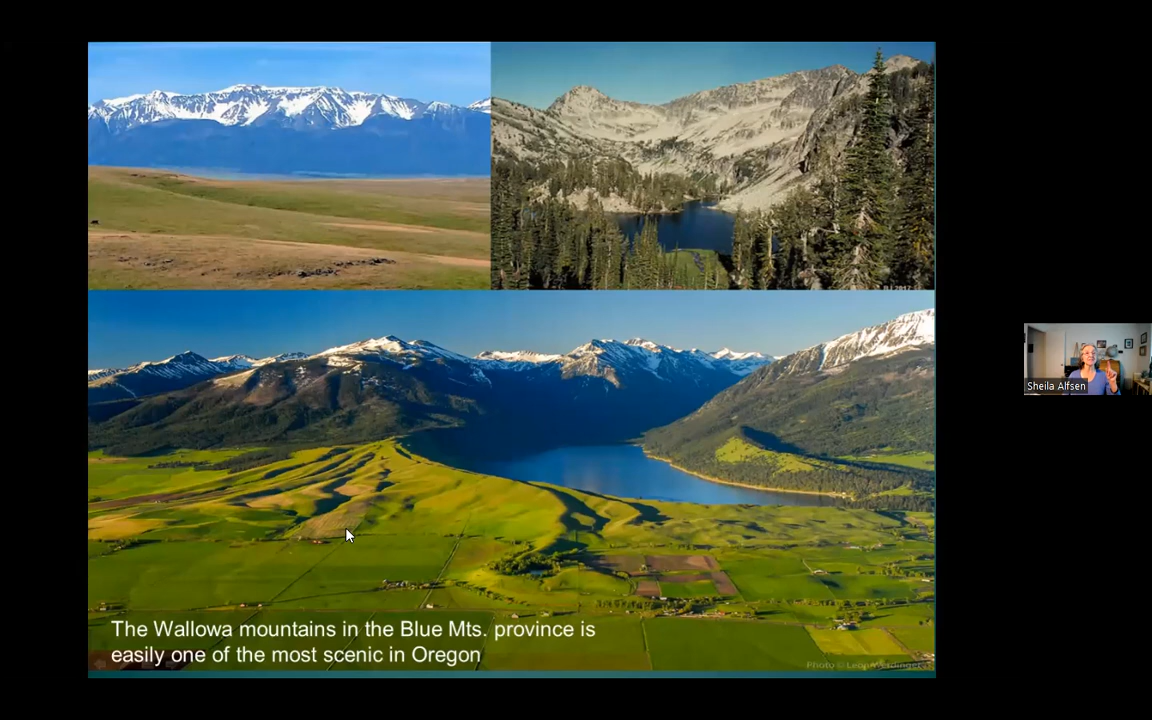 The Wallowa mountains in the Blue Mts. province is
easily one of the most scenic in Oregon
Sheila Alfsen